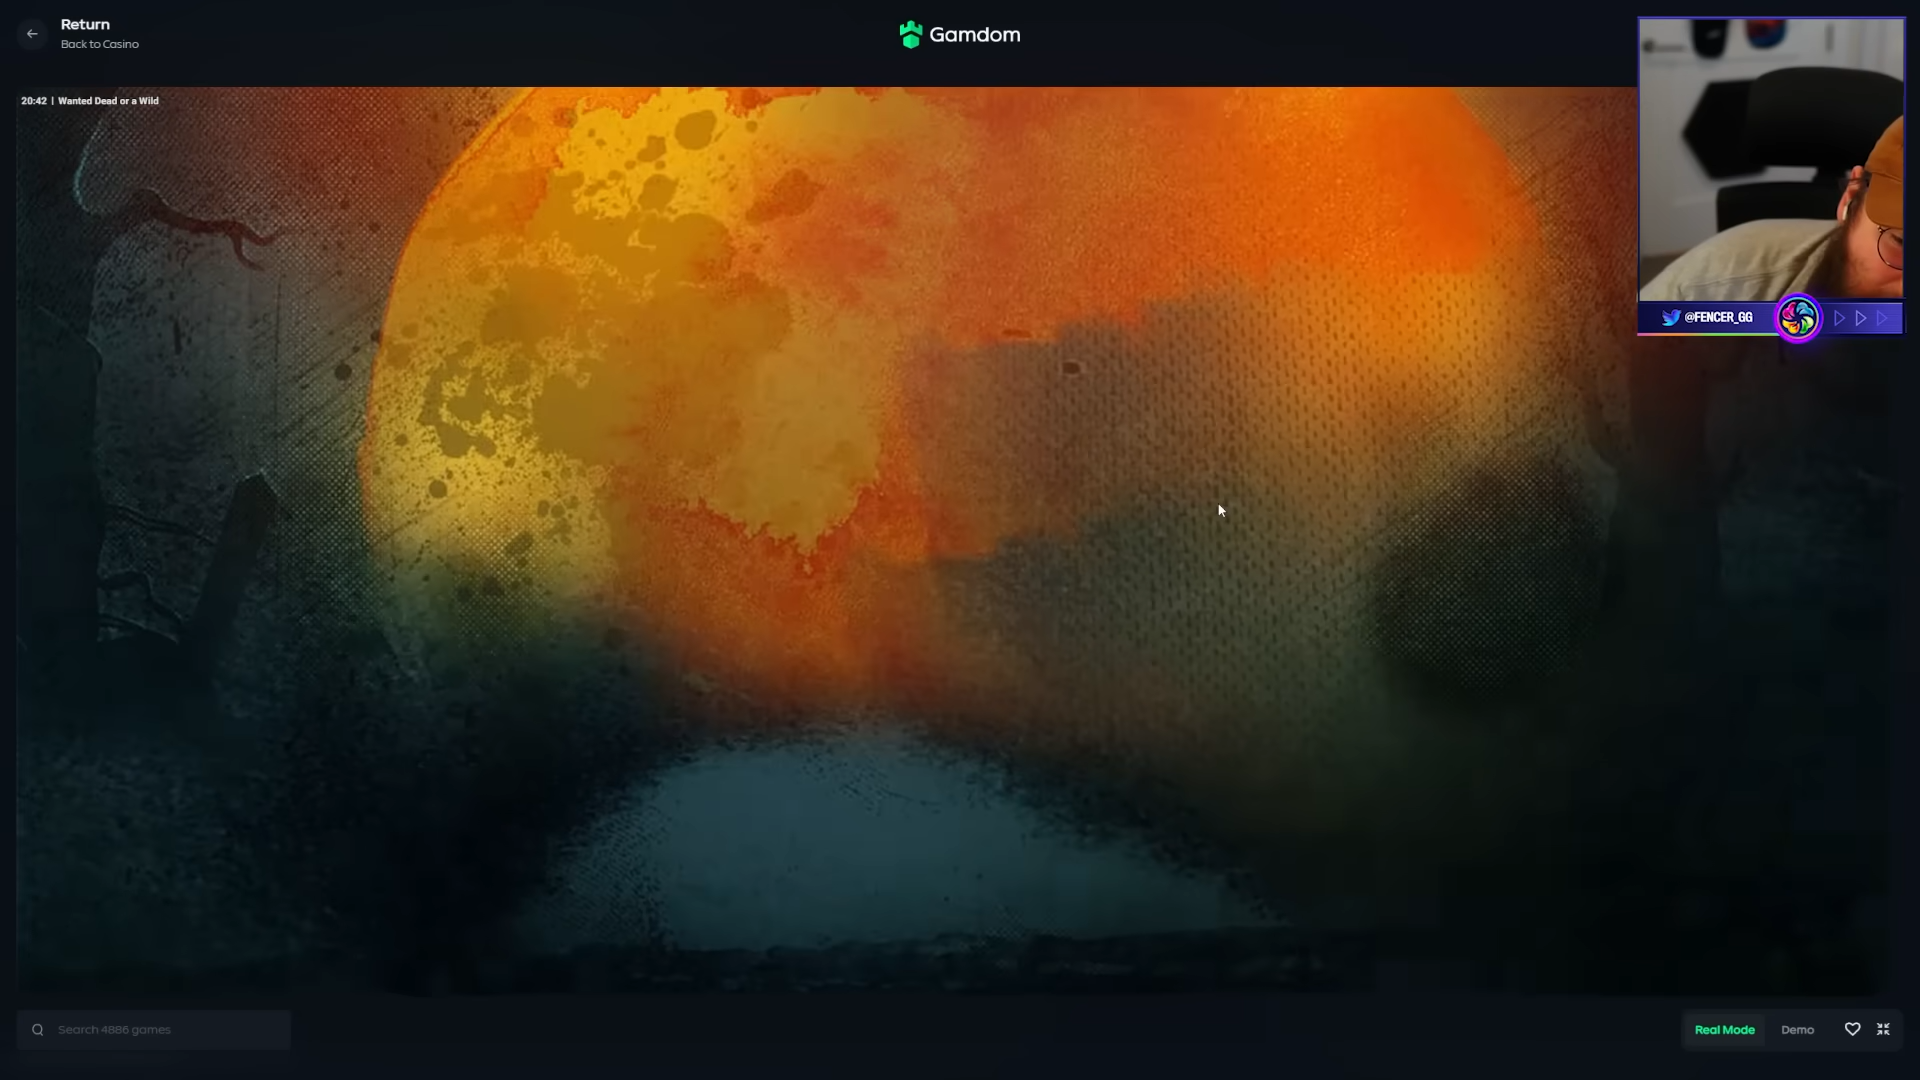 Return
Back to Casino
Gamdom
20:42 | Wanted Dead or a Wild
@FENCER_GG
Search 4886 games
Real Mode
Demo